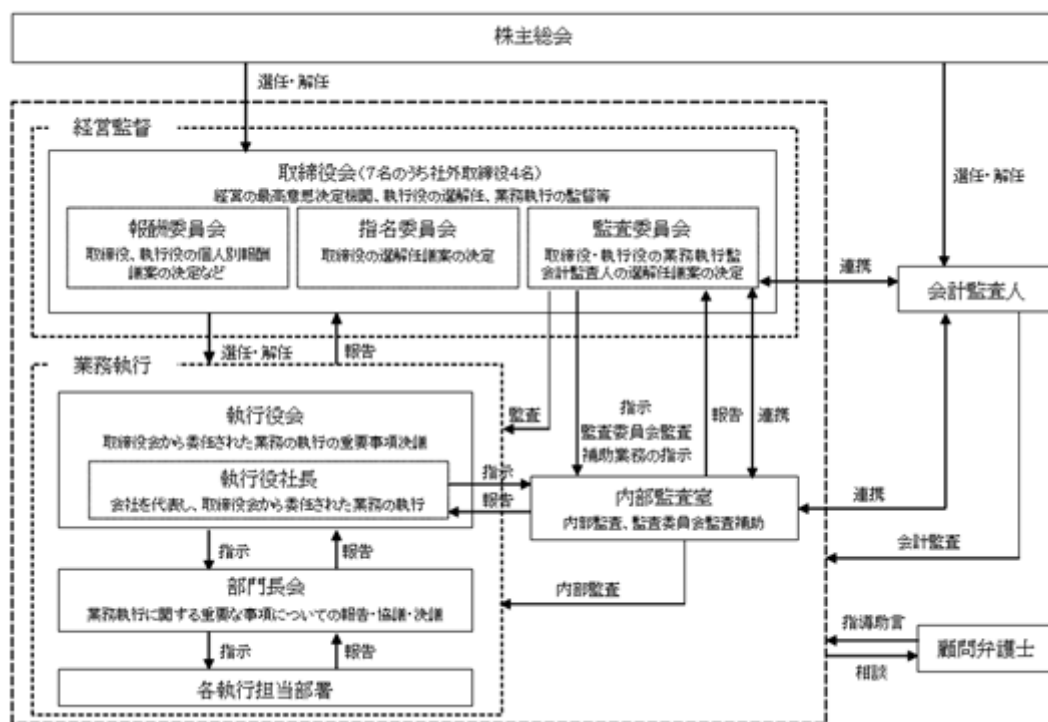 株主総会
選任・解任
経営監督
取締役会(7名のうち社外取締役4名)
経営の最高意思決定機関、執行役の選解任、業務執行の監督等
報酬委員会
取締役、執行役の個人別報酬
議案の決定など
指名委員会
取締役の選解任議案の決定
監査委員会
取締役・執行役の業務執行監
会計監査人の選解任議案の決定
選任・解任
連携
会計監査人
選任・解任
報告
業務執行
執行役会
取締役会から委任された業務の執行の重要事項決議
執行役社長
会社を代表し、取締役会から委任された業務の執行
監査
指示
監査委員会監査
補助業務の指示
報告
連携
指示
報告
内部監査室
内部監査、監査委員会監査補助
連携
会計監査
指示
報告
部門長会
業務執行に関する重要な事項についての報告・協議・決議
内部監査
指示
報告
各執行担当部署
指導助言
相談
顧問弁護士